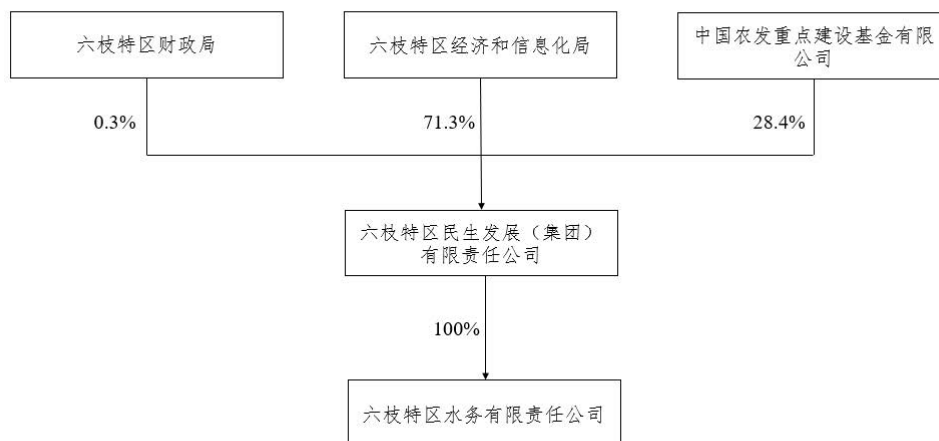 六枝特区财政局
六枝特区经济和信息化局
中国农发重点建设基金有限
公司
0.3%
71.3%
28.4%
六枝特区民生发展（集团）
有限责任公司
100%
六枝特区水务有限责任公司